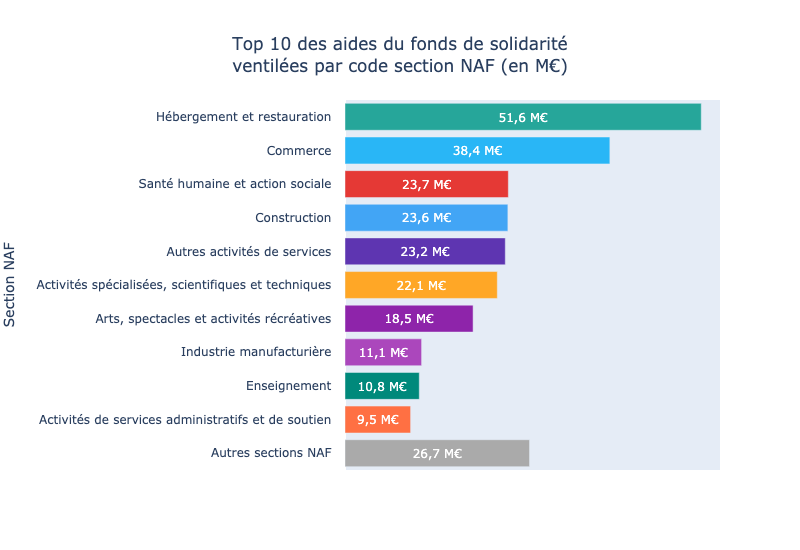 Top 10 des aides du fonds de solidarité
ventilées par code section NAF (en M€)
Section NAF
Hébergement et restauration 51,6 M€
Commerce 38,4 M€
Santé humaine et action sociale 23,7 M€
Construction 23,6 M€
Autres activités de services 23,2 M€
Activités spécialisées, scientifiques et techniques 22,1 M€
Arts, spectacles et activités récréatives 18,5 M€
Industrie manufacturière 11,1 M€
Enseignement 10,8 M€
Activités de services administratifs et de soutien 9,5 M€
Autres sections NAF 26,7 M€